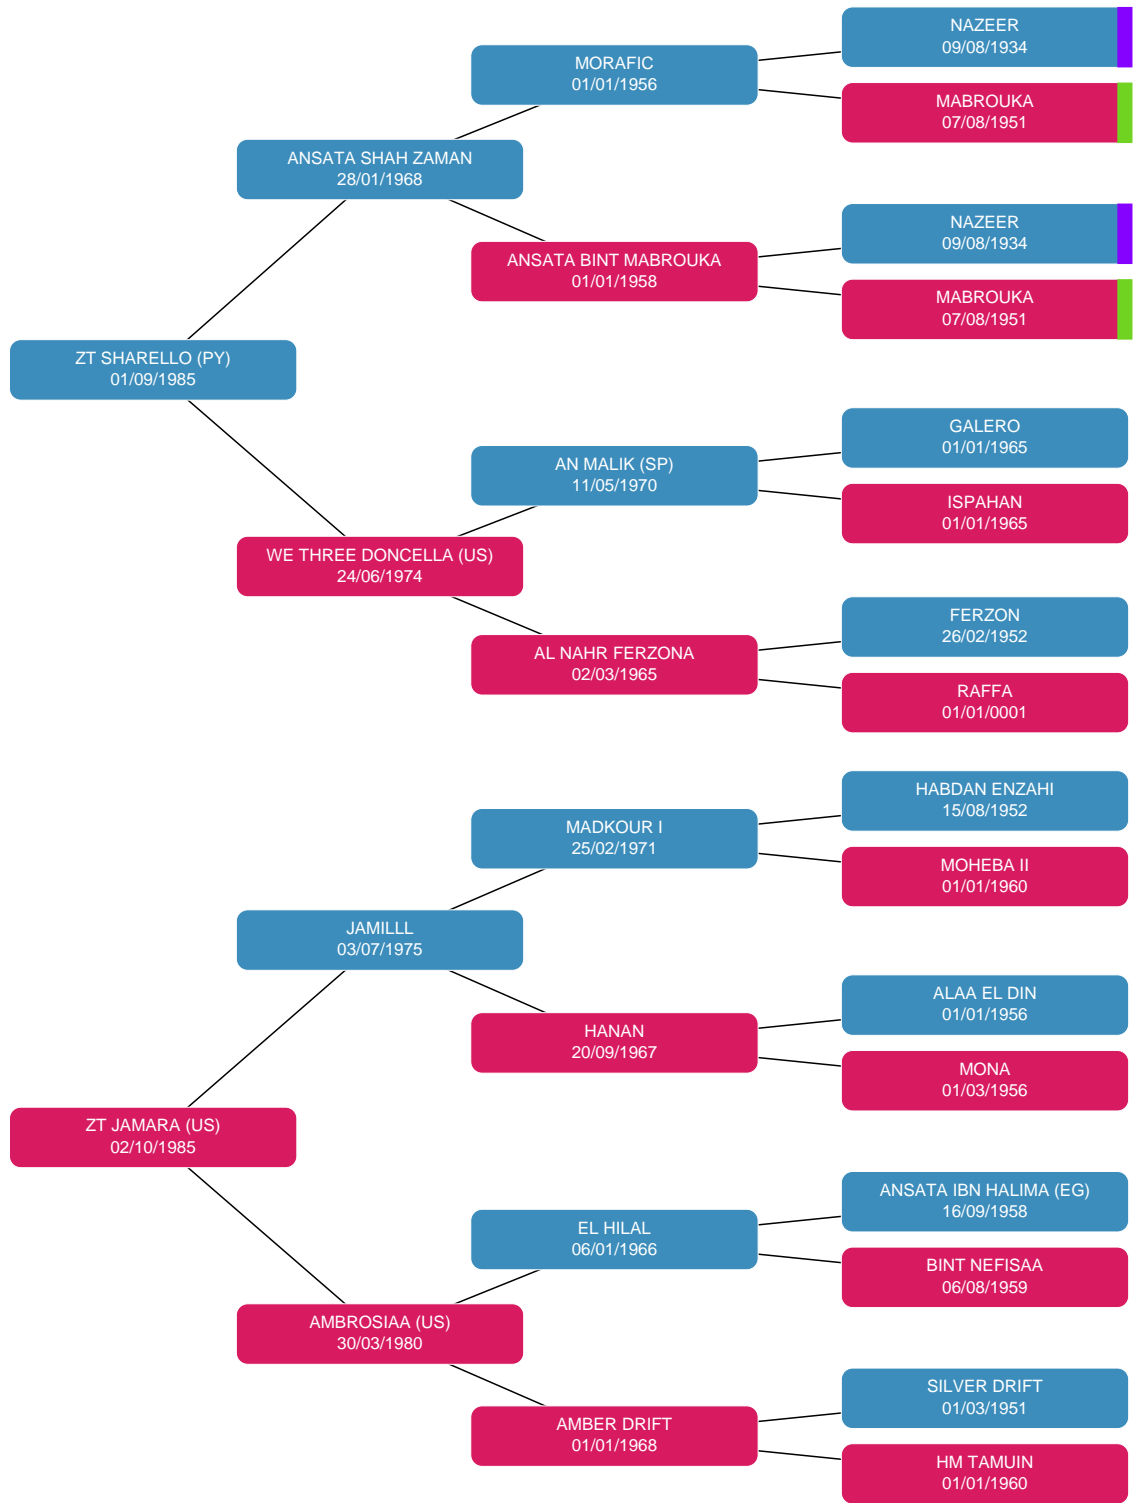 NAZEER
09/08/1934
MORAFIC
01/01/1956
MABROUKA
07/08/1951
ANSATA SHAH ZAMAN
28/01/1968
NAZEER
09/08/1934
ANSATA BINT MABROUKA
01/01/1958
MABROUKA
07/08/1951
ZT SHARELLO (PY)
01/09/1985
GALERO
01/01/1965
AN MALIK (SP)
11/05/1970
ISPAHAN
01/01/1965
WE THREE DONCELLA (US)
24/06/1974
FERZON
26/02/1952
AL NAHR FERZONA
02/03/1965
RAFFA
01/01/0001
HABDAN ENZAHI
15/08/1952
MADKOUR I
25/02/1971
MOHEBA II
01/01/1960
JAMILLL
03/07/1975
ALAA EL DIN
01/01/1956
HANAN
20/09/1967
MONA
01/03/1956
ZT JAMARA (US)
02/10/1985
ANSATA IBN HALIMA (EG)
16/09/1958
EL HILAL
06/01/1966
BINT NEFISAA
06/08/1959
AMBROSIAA (US)
30/03/1980
SILVER DRIFT
01/03/1951
AMBER DRIFT
01/01/1968
HM TAMUIN
01/01/1960